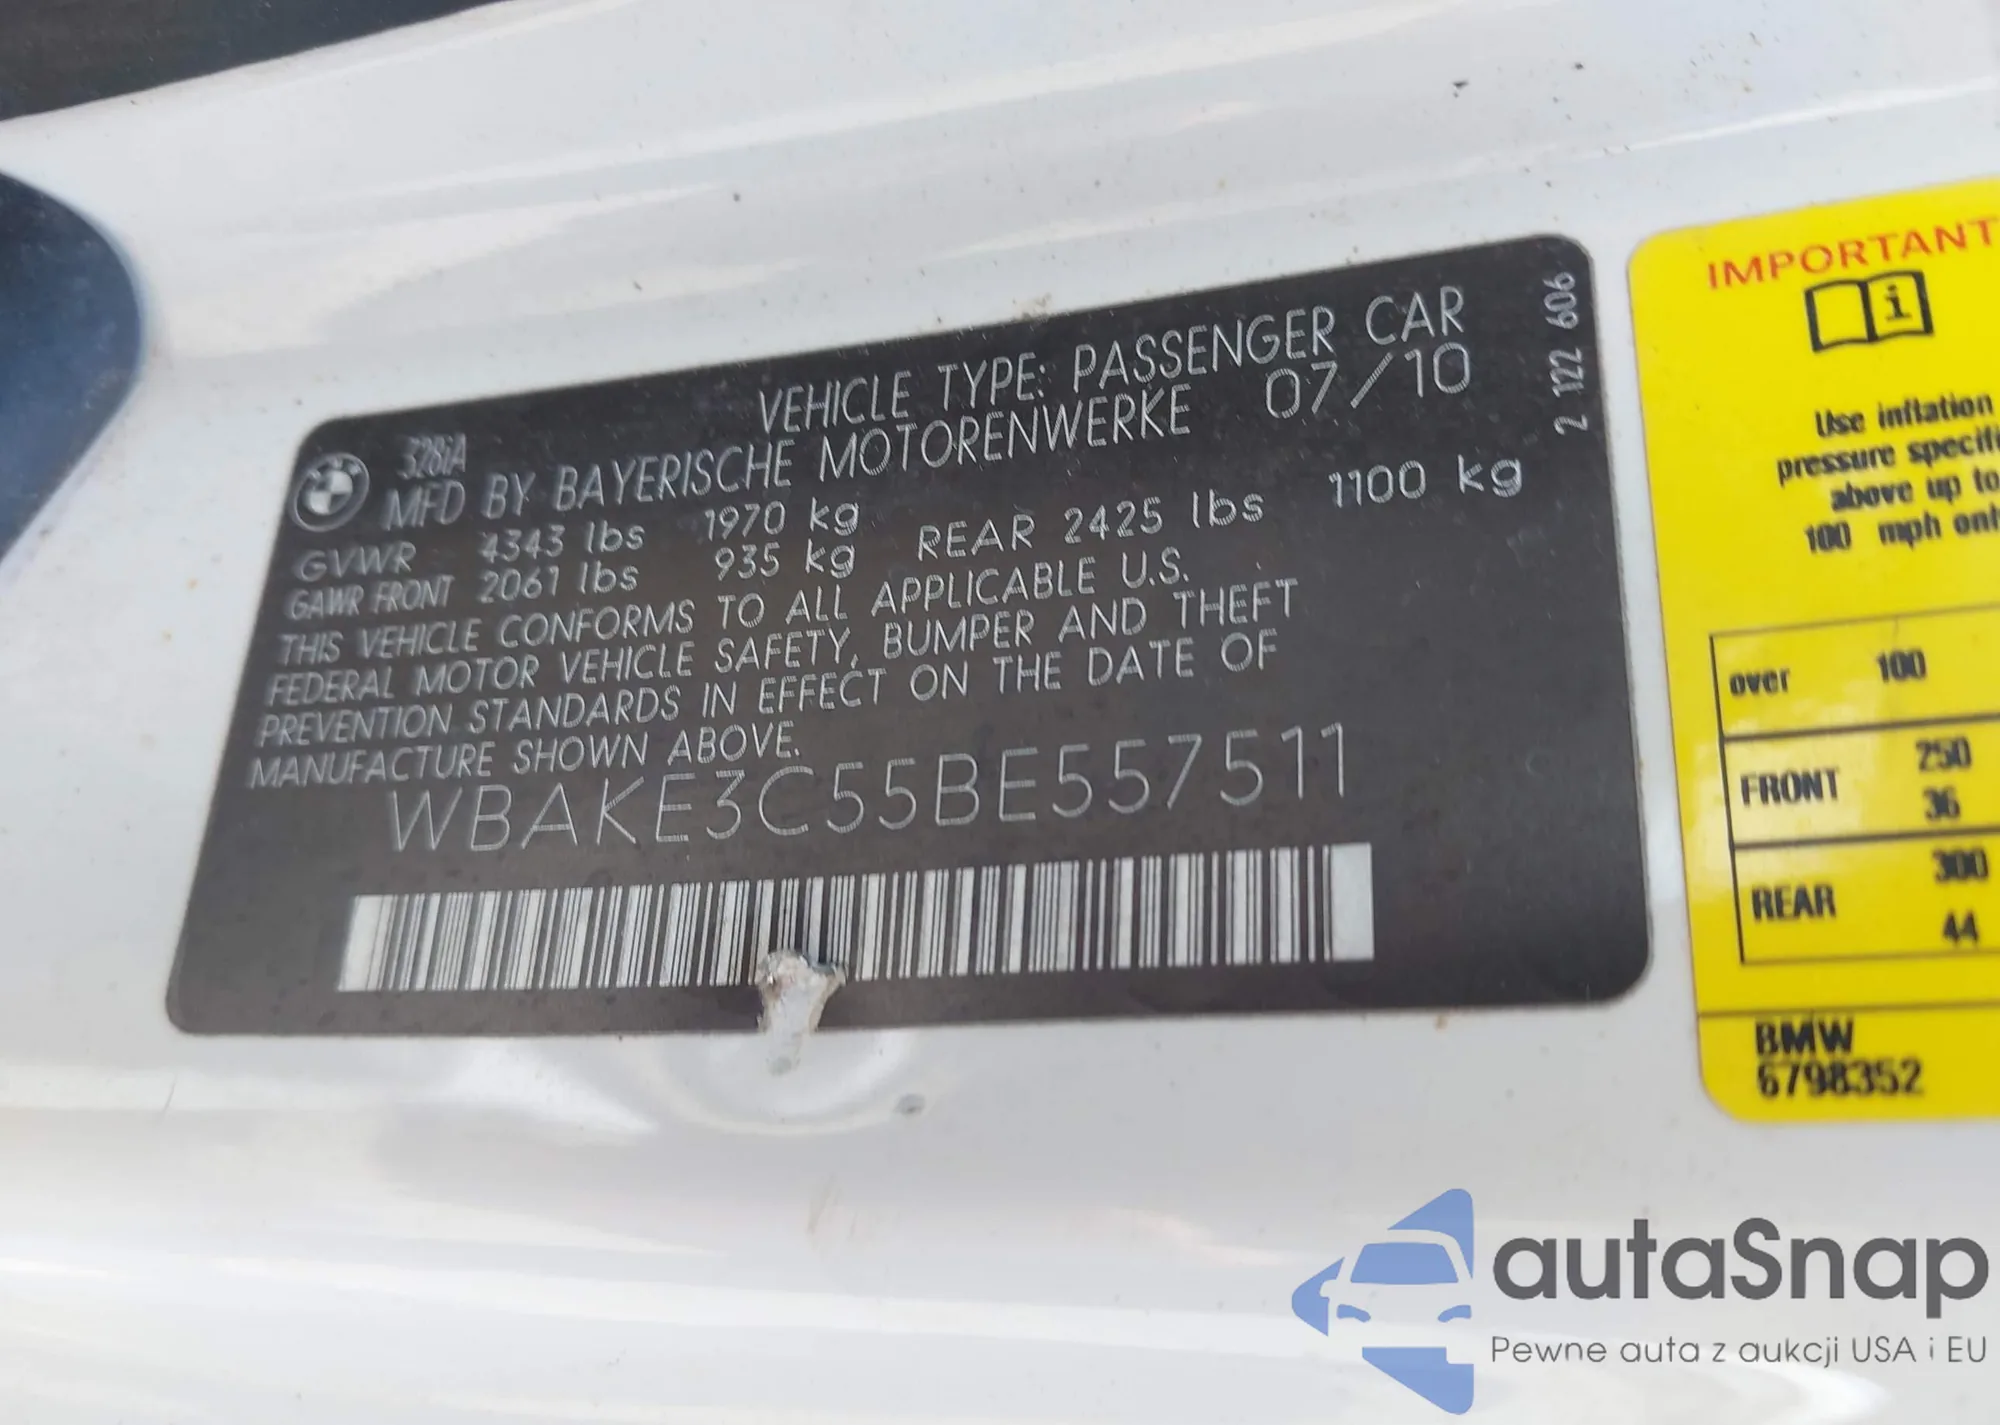 VEHICLE TYPE: PASSENGER CAR
328iA
MFD BY BAYERISCHE MOTORENWERKE 07/10
GVWR 4343 lbs 1970 kg
GAWR FRONT 2061 lbs 935 kg REAR 2425 lbs 1100 kg
THIS VEHICLE CONFORMS TO ALL APPLICABLE U.S.
FEDERAL MOTOR VEHICLE SAFETY, BUMPER AND THEFT
PREVENTION STANDARDS IN EFFECT ON THE DATE OF
MANUFACTURE SHOWN ABOVE.
WBAKE3C55BE557511
2 122 606
IMPORTANT
Use inflation
pressure specifi
above up to
100 mph only
over 100
FRONT 250
36
REAR 300
44
BMW
6798352
autaSnap
Pewne auta z aukcji USA i EU